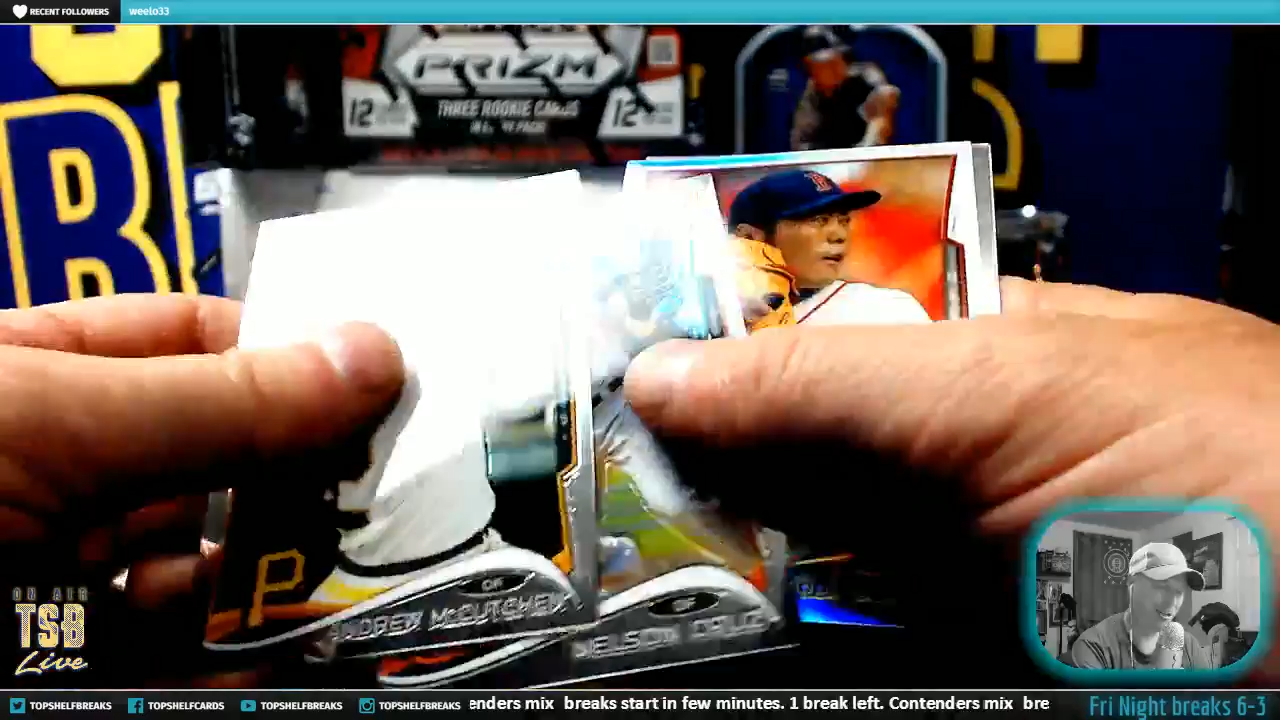 RECENT FOLLOWERS
weelo33
PRIZM
12
THREE ROOKIE CARDS
12
B
B
P
OF
ANDREW McCUTCHEN
OF
NELSON CRUZ
ON AIR
TSB
Live
TOPSHELFBREAKS
TOPSHELFCARDS
TOPSHELFBREAKS
TOPSHELFBREAKS
enders mix breaks start in few minutes. 1 break left. Contenders mix bre
Fri Night breaks 6-3